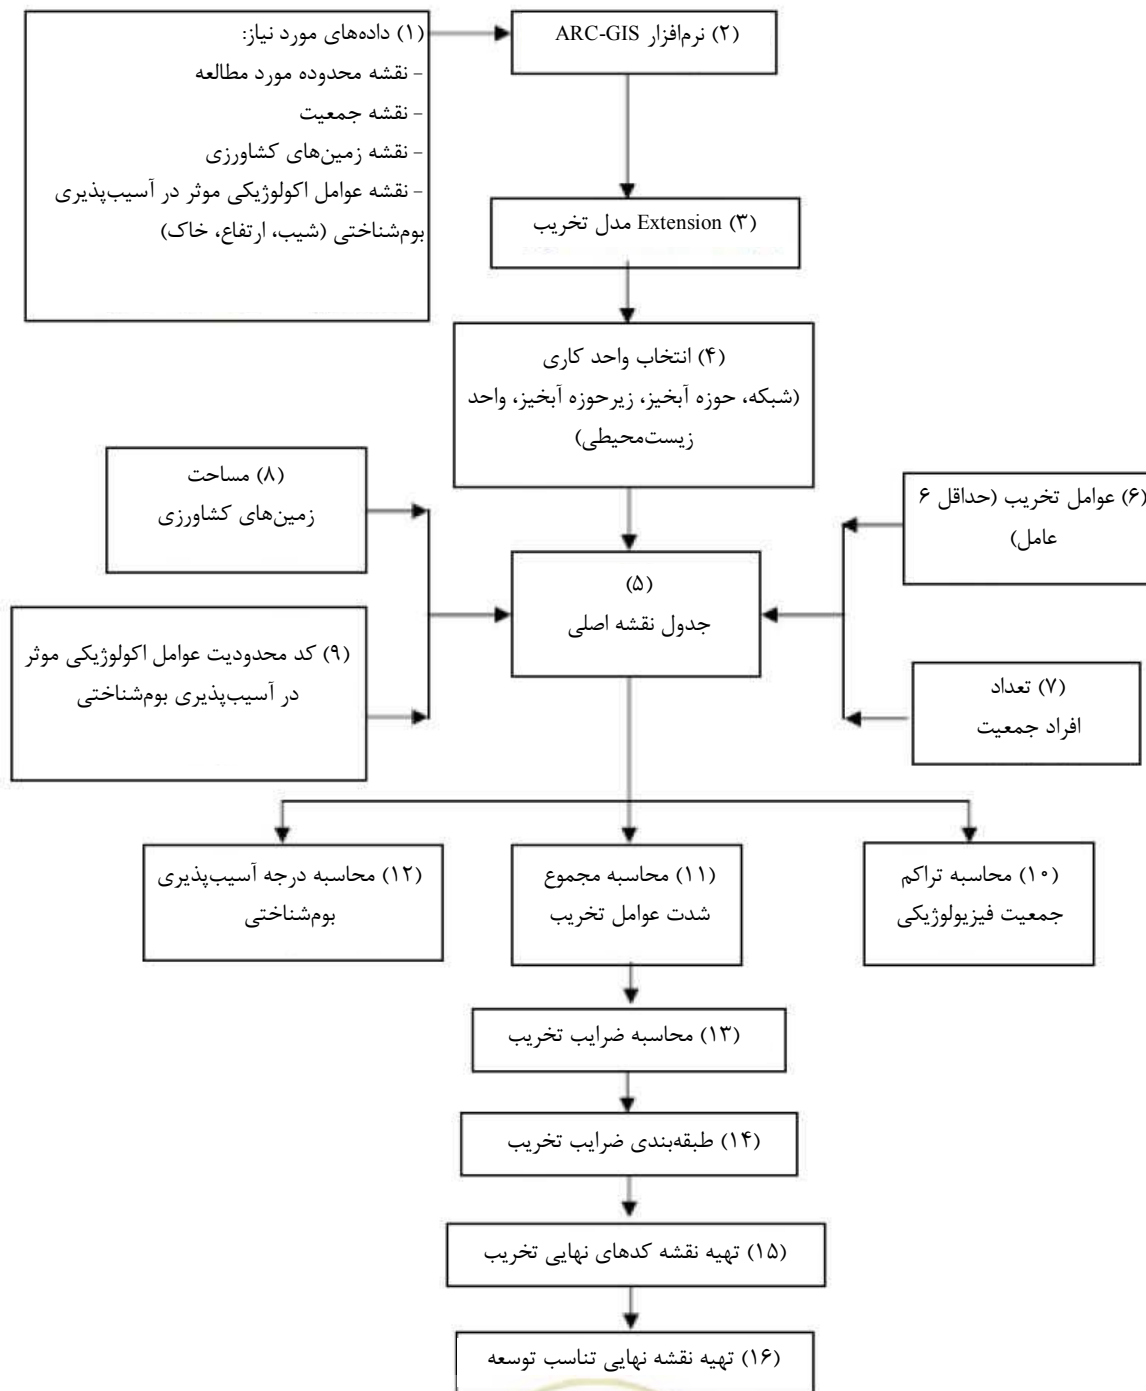 (۱) داده‌های مورد نیاز:
- نقشه محدوده مورد مطالعه
- نقشه جمعیت
- نقشه زمین‌های کشاورزی
- نقشه عوامل اکولوژیکی موثر در آسیب‌پذیری
بوم‌شناختی (شیب، ارتفاع، خاک)
(۲) نرم‌افزار ARC-GIS
(۳) Extension مدل تخریب
(۴) انتخاب واحد کاری
(شبکه، حوزه آبخیز، زیرحوزه آبخیز، واحد
زیست‌محیطی)
(۵)
جدول نقشه اصلی
(۶) عوامل تخریب (حداقل ۶
عامل)
(۷) تعداد
افراد جمعیت
(۸) مساحت
زمین‌های کشاورزی
(۹) کد محدودیت عوامل اکولوژیکی موثر
در آسیب‌پذیری بوم‌شناختی
(۱۰) محاسبه تراکم
جمعیت فیزیولوژیکی
(۱۱) محاسبه مجموع
شدت عوامل تخریب
(۱۲) محاسبه درجه آسیب‌پذیری
بوم‌شناختی
(۱۳) محاسبه ضرایب تخریب
(۱۴) طبقه‌بندی ضرایب تخریب
(۱۵) تهیه نقشه کدهای نهایی تخریب
(۱۶) تهیه نقشه نهایی تناسب توسعه